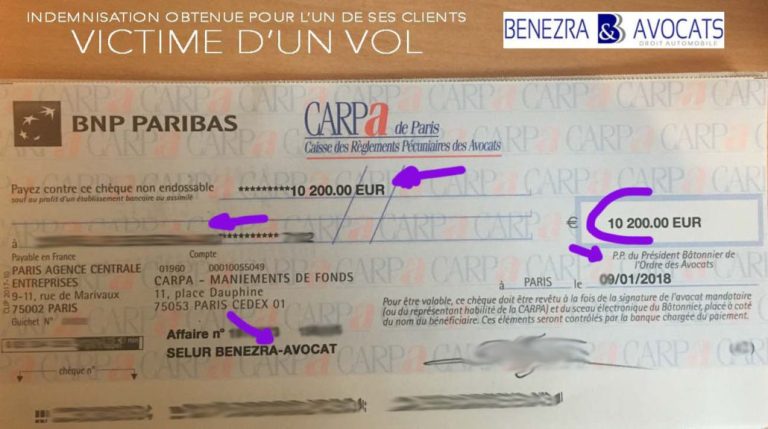 INDEMNISATION OBTENUE POUR L'UN DE SES CLIENTS
VICTIME D'UN VOL
BENEZRA & AVOCATS
DROIT AUTOMOBILE
BNP PARIBAS
CARPA de Paris
Caisse des Règlements Pécuniaires des Avocats
Payez contre ce chèque non endossable
sauf au profit d'un établissement bancaire ou assimilé
*********10 200.00 EUR
€ 10 200.00 EUR
à
**********
Payable en France
PARIS AGENCE CENTRALE
ENTREPRISES
9-11, rue de Marivaux
75002 PARIS
Guichet N°
Compte
01960 00010055049
CARPA - MANIEMENTS DE FONDS
11, place Dauphine
75053 PARIS CEDEX 01
P.P. du Président Bâtonnier de
l'Ordre des Avocats
à PARIS le 09/01/2018
Pour être valable, ce chèque doit être revêtu à la fois de la signature de l'avocat mandataire
(ou du représentant habilité de la CARPA) et du sceau électronique du Bâtonnier, place à coté
du nom au bénéficiaire. Ces éléments seront contrôlés par la banque chargée du paiement.
Affaire n°
SELUR BENEZRA-AVOCAT
chèque n°